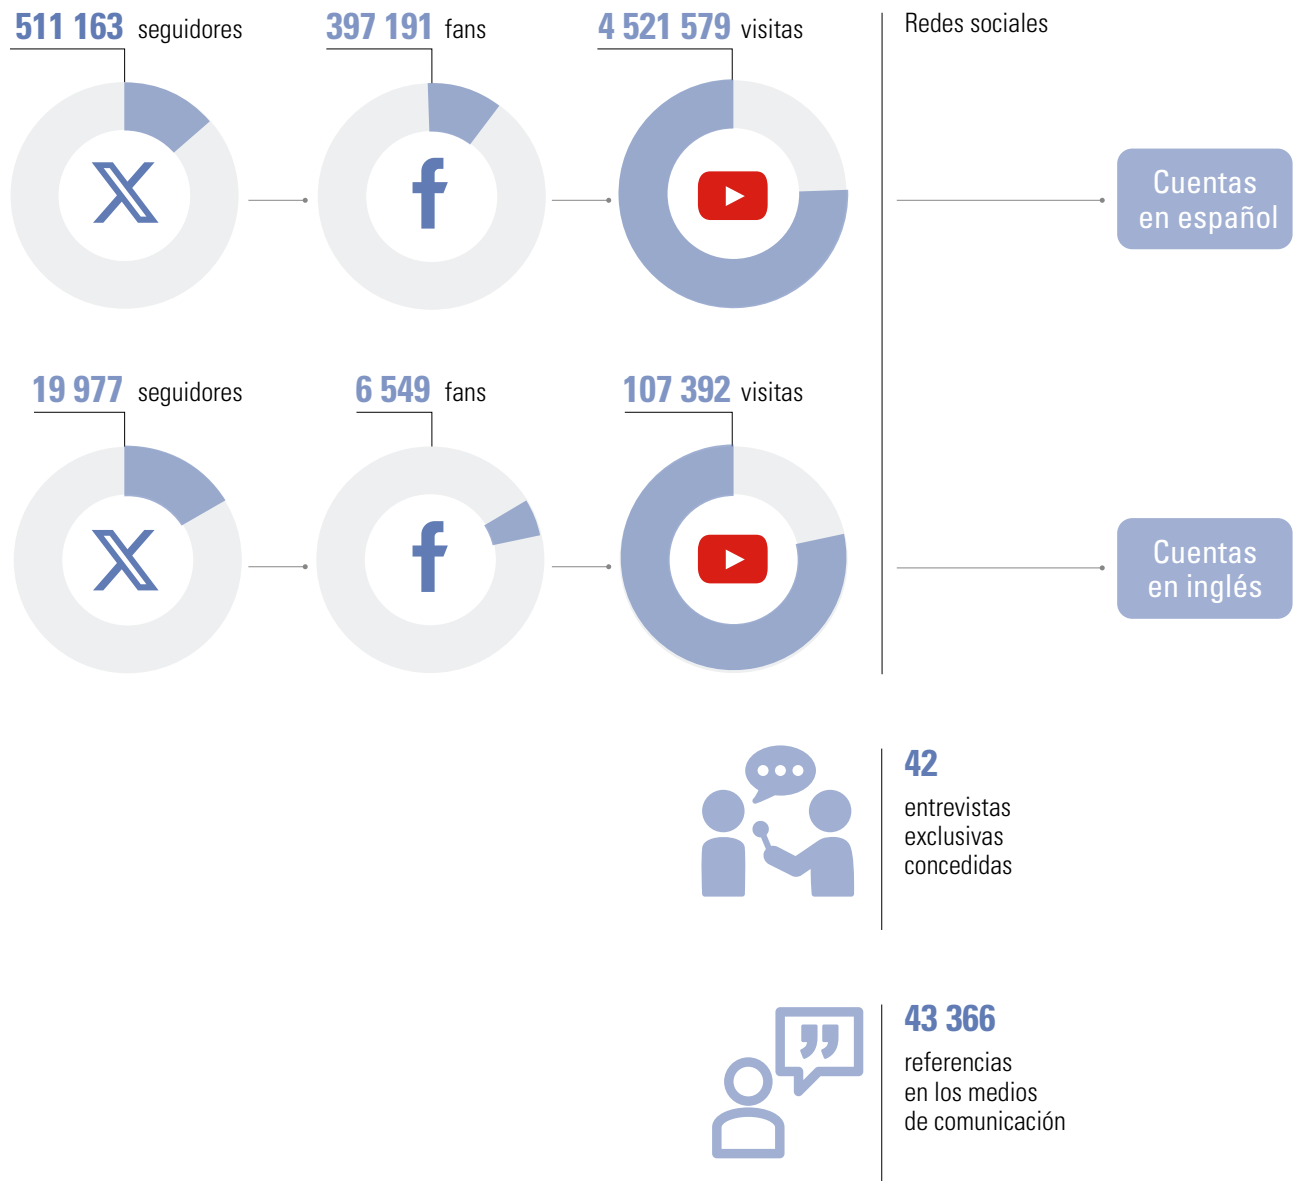 511 163 seguidores
397 191 fans
4 521 579 visitas
Redes sociales
Cuentas
en español
19 977 seguidores
6 549 fans
107 392 visitas
Cuentas
en inglés
42
entrevistas
exclusivas
concedidas
43 366
referencias
en los medios
de comunicación